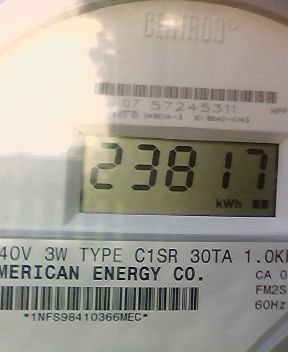 CENTRON®
07 57245311
23817
kWh
40V 3W TYPE C1SR 30TA 1.0K
MERICAN ENERGY CO.
CA 0
FM2S
60Hz
*1NFS98410366MEC*